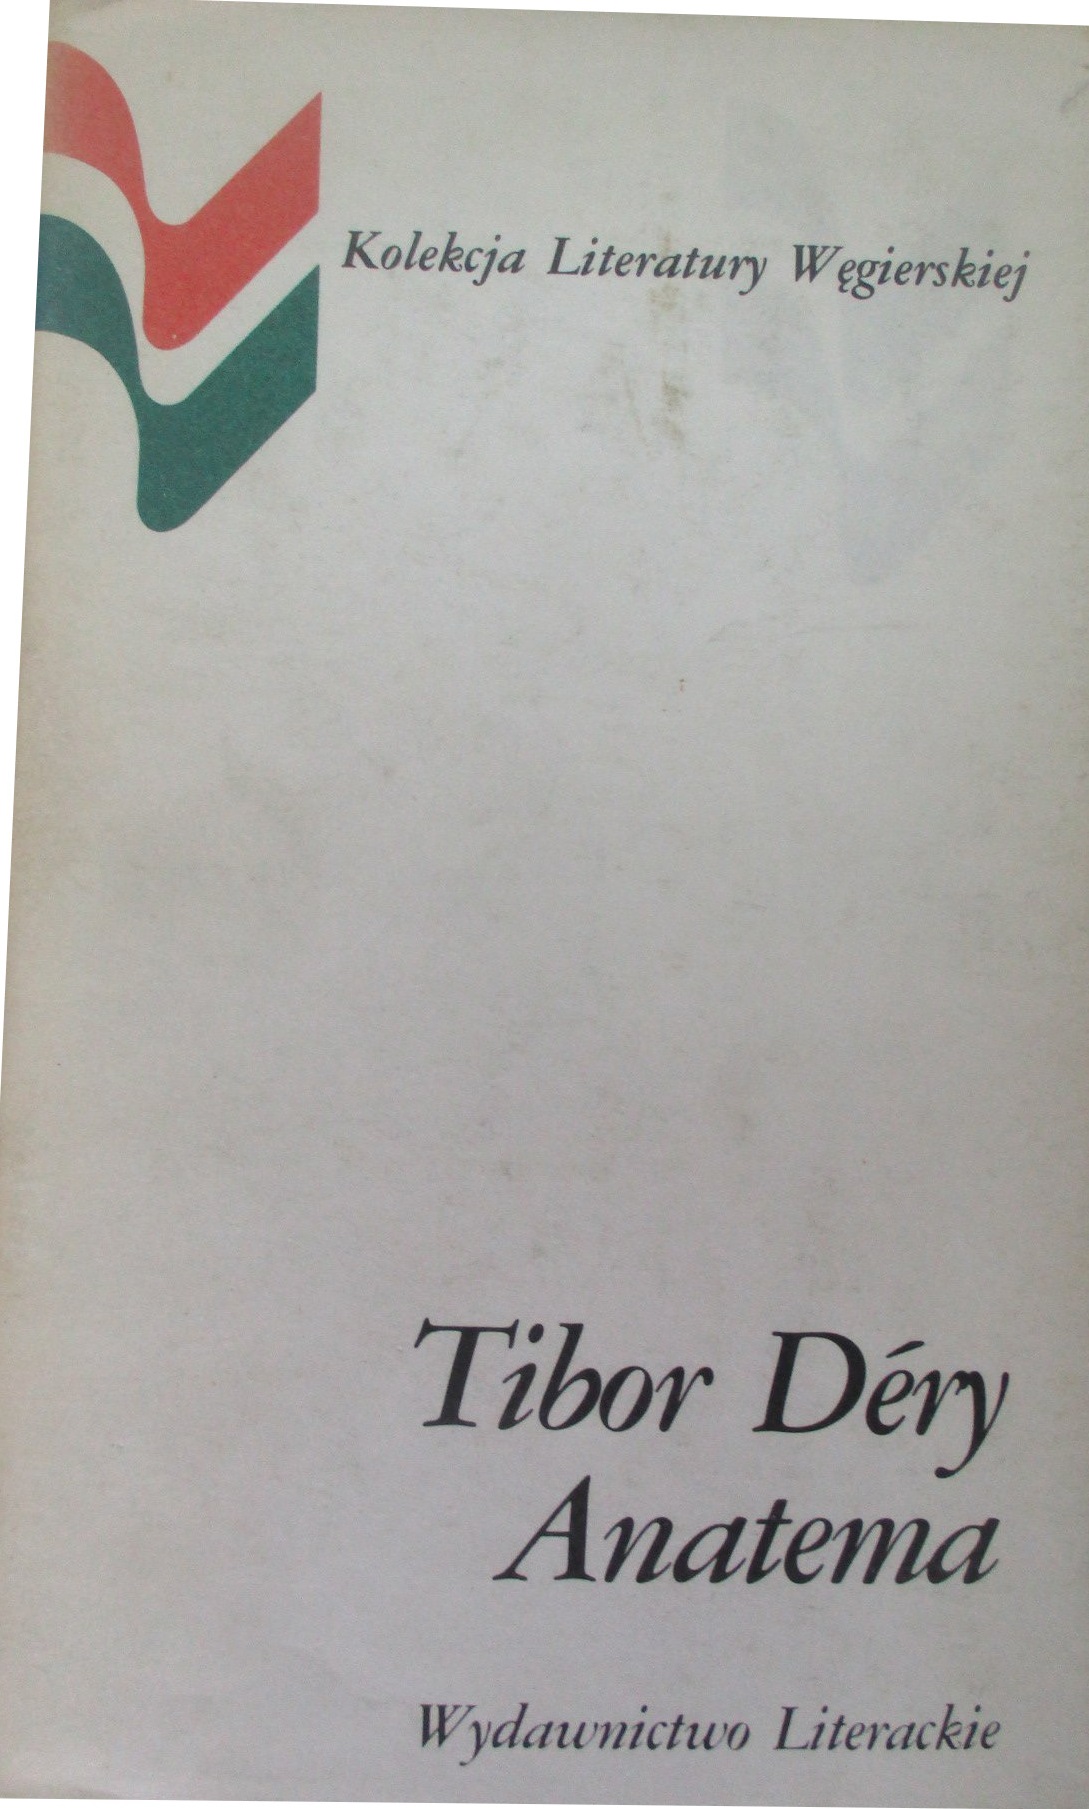 Kolekcja Literatury Węgierskiej
Tibor Déry
Anatema
Wydawnictwo Literackie